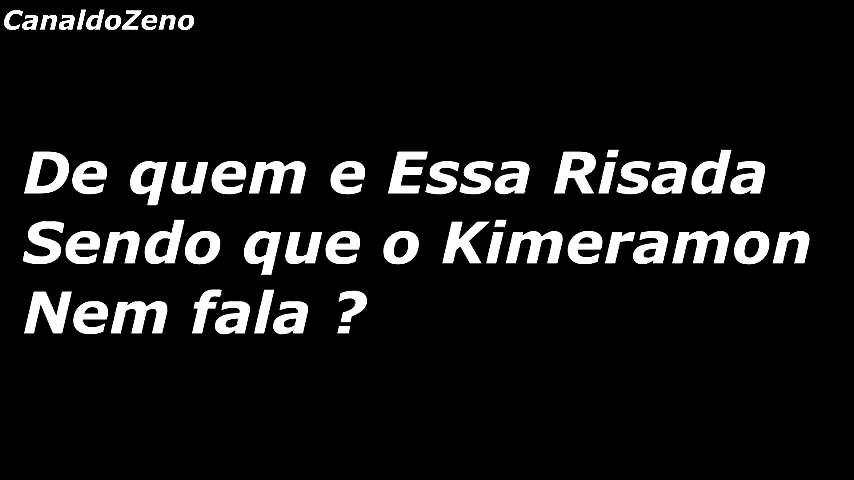 CanaldoZeno
De quem e Essa Risada
Sendo que o Kimeramon
Nem fala ?